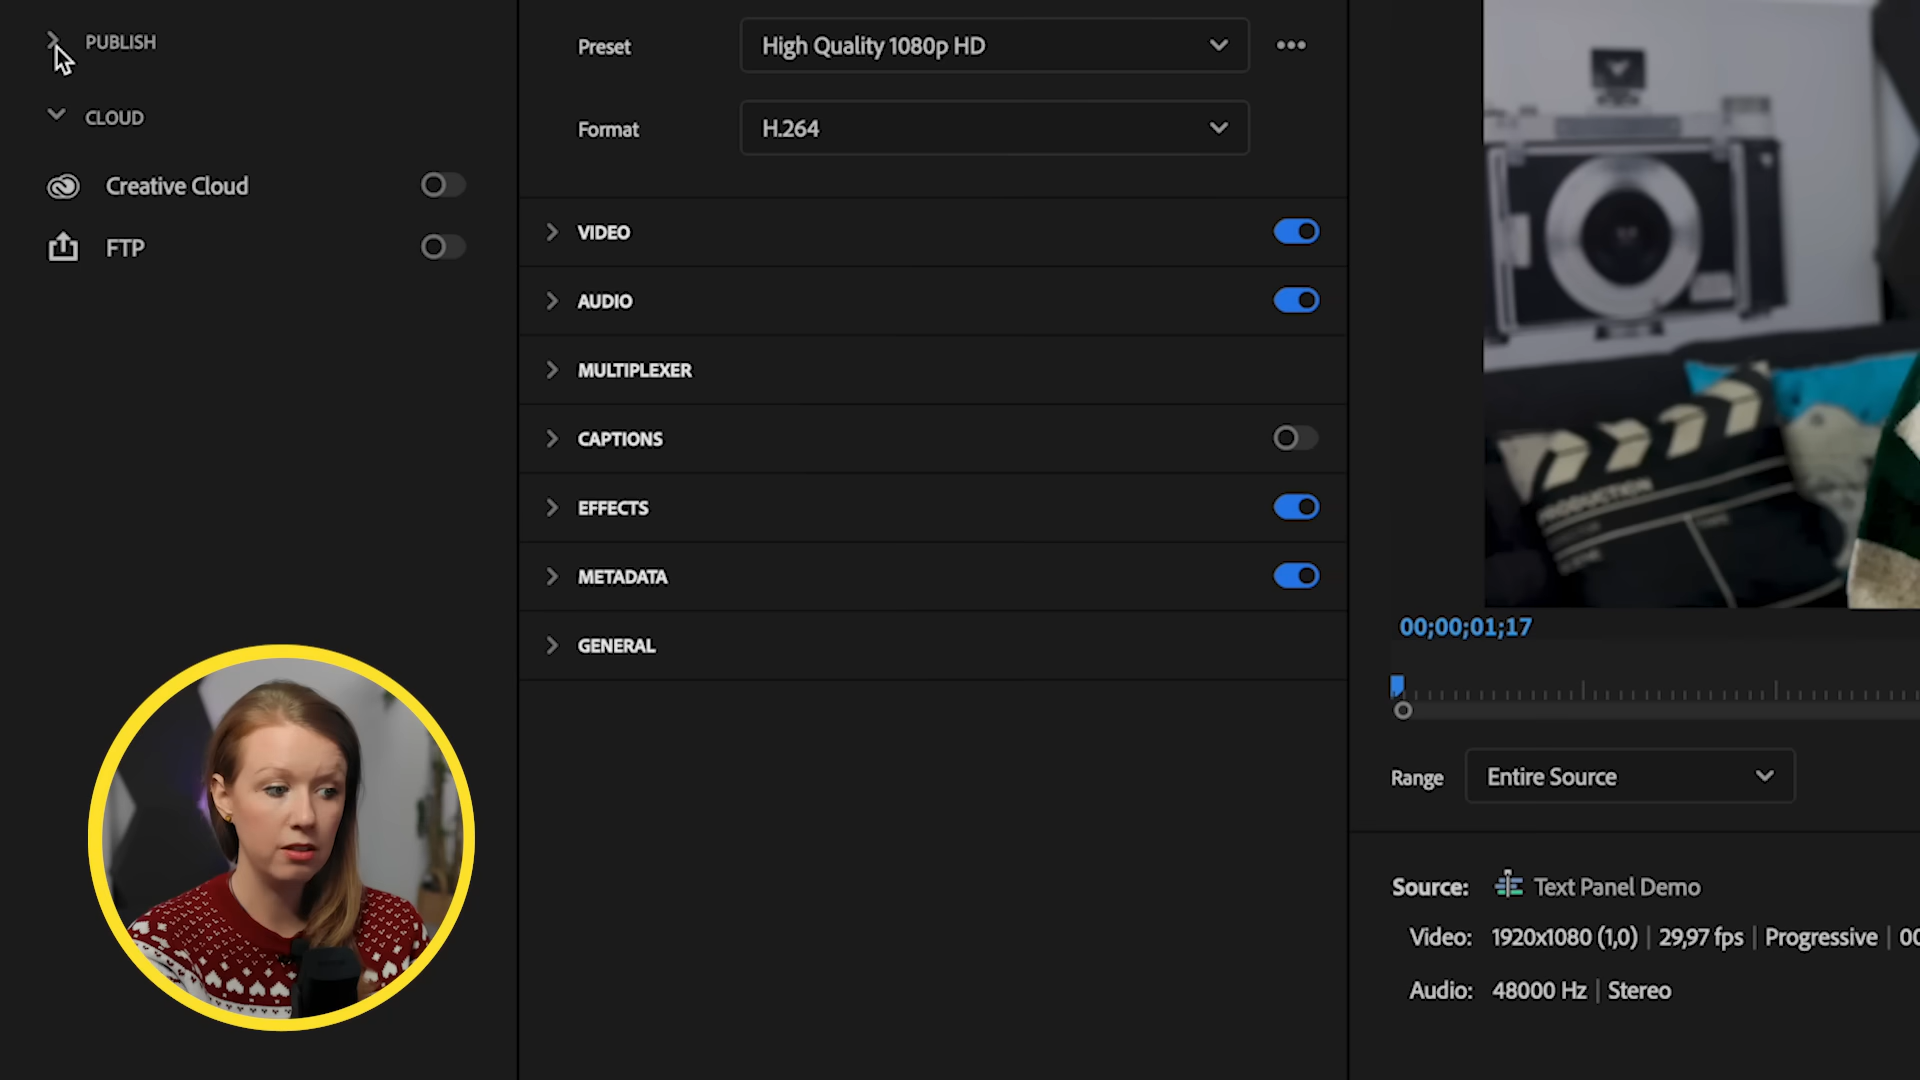 PUBLISH
CLOUD
Creative Cloud
FTP
Preset
High Quality 1080p HD
Format
H.264
VIDEO
AUDIO
MULTIPLEXER
CAPTIONS
EFFECTS
METADATA
GENERAL
PRODUCTION
00;00;01;17
Range
Entire Source
Source: Text Panel Demo
Video: 1920x1080 (1,0) | 29,97 fps | Progressive | 00
Audio: 48000 Hz | Stereo